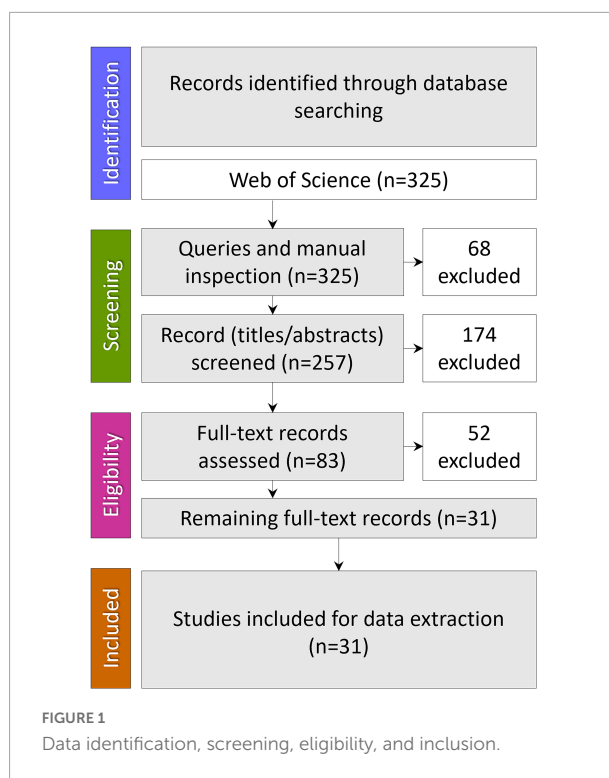 Identification
Records identified through database
searching
Web of Science (n=325)
Screening
Queries and manual
inspection (n=325)
68
excluded
Record (titles/abstracts)
screened (n=257)
174
excluded
Eligibility
Full-text records
assessed (n=83)
52
excluded
Remaining full-text records (n=31)
Included
Studies included for data extraction
(n=31)
FIGURE 1
Data identification, screening, eligibility, and inclusion.